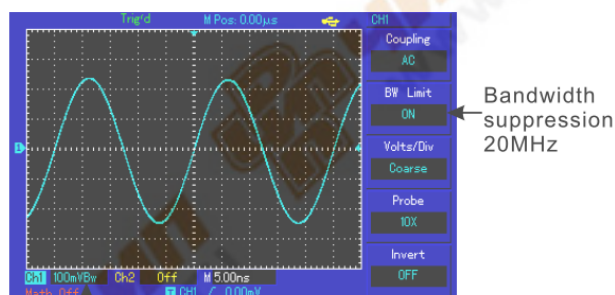 Trig'd M Pos: 0.00μs CH1
Coupling
AC
BW Limit
ON
Volts/Div
Coarse
Probe
10X
Invert
OFF
Bandwidth
suppression
20MHz
1
Ch1 100mVBw Ch2 Off M 5.00ns
Math Off CH1 / 0.00mV